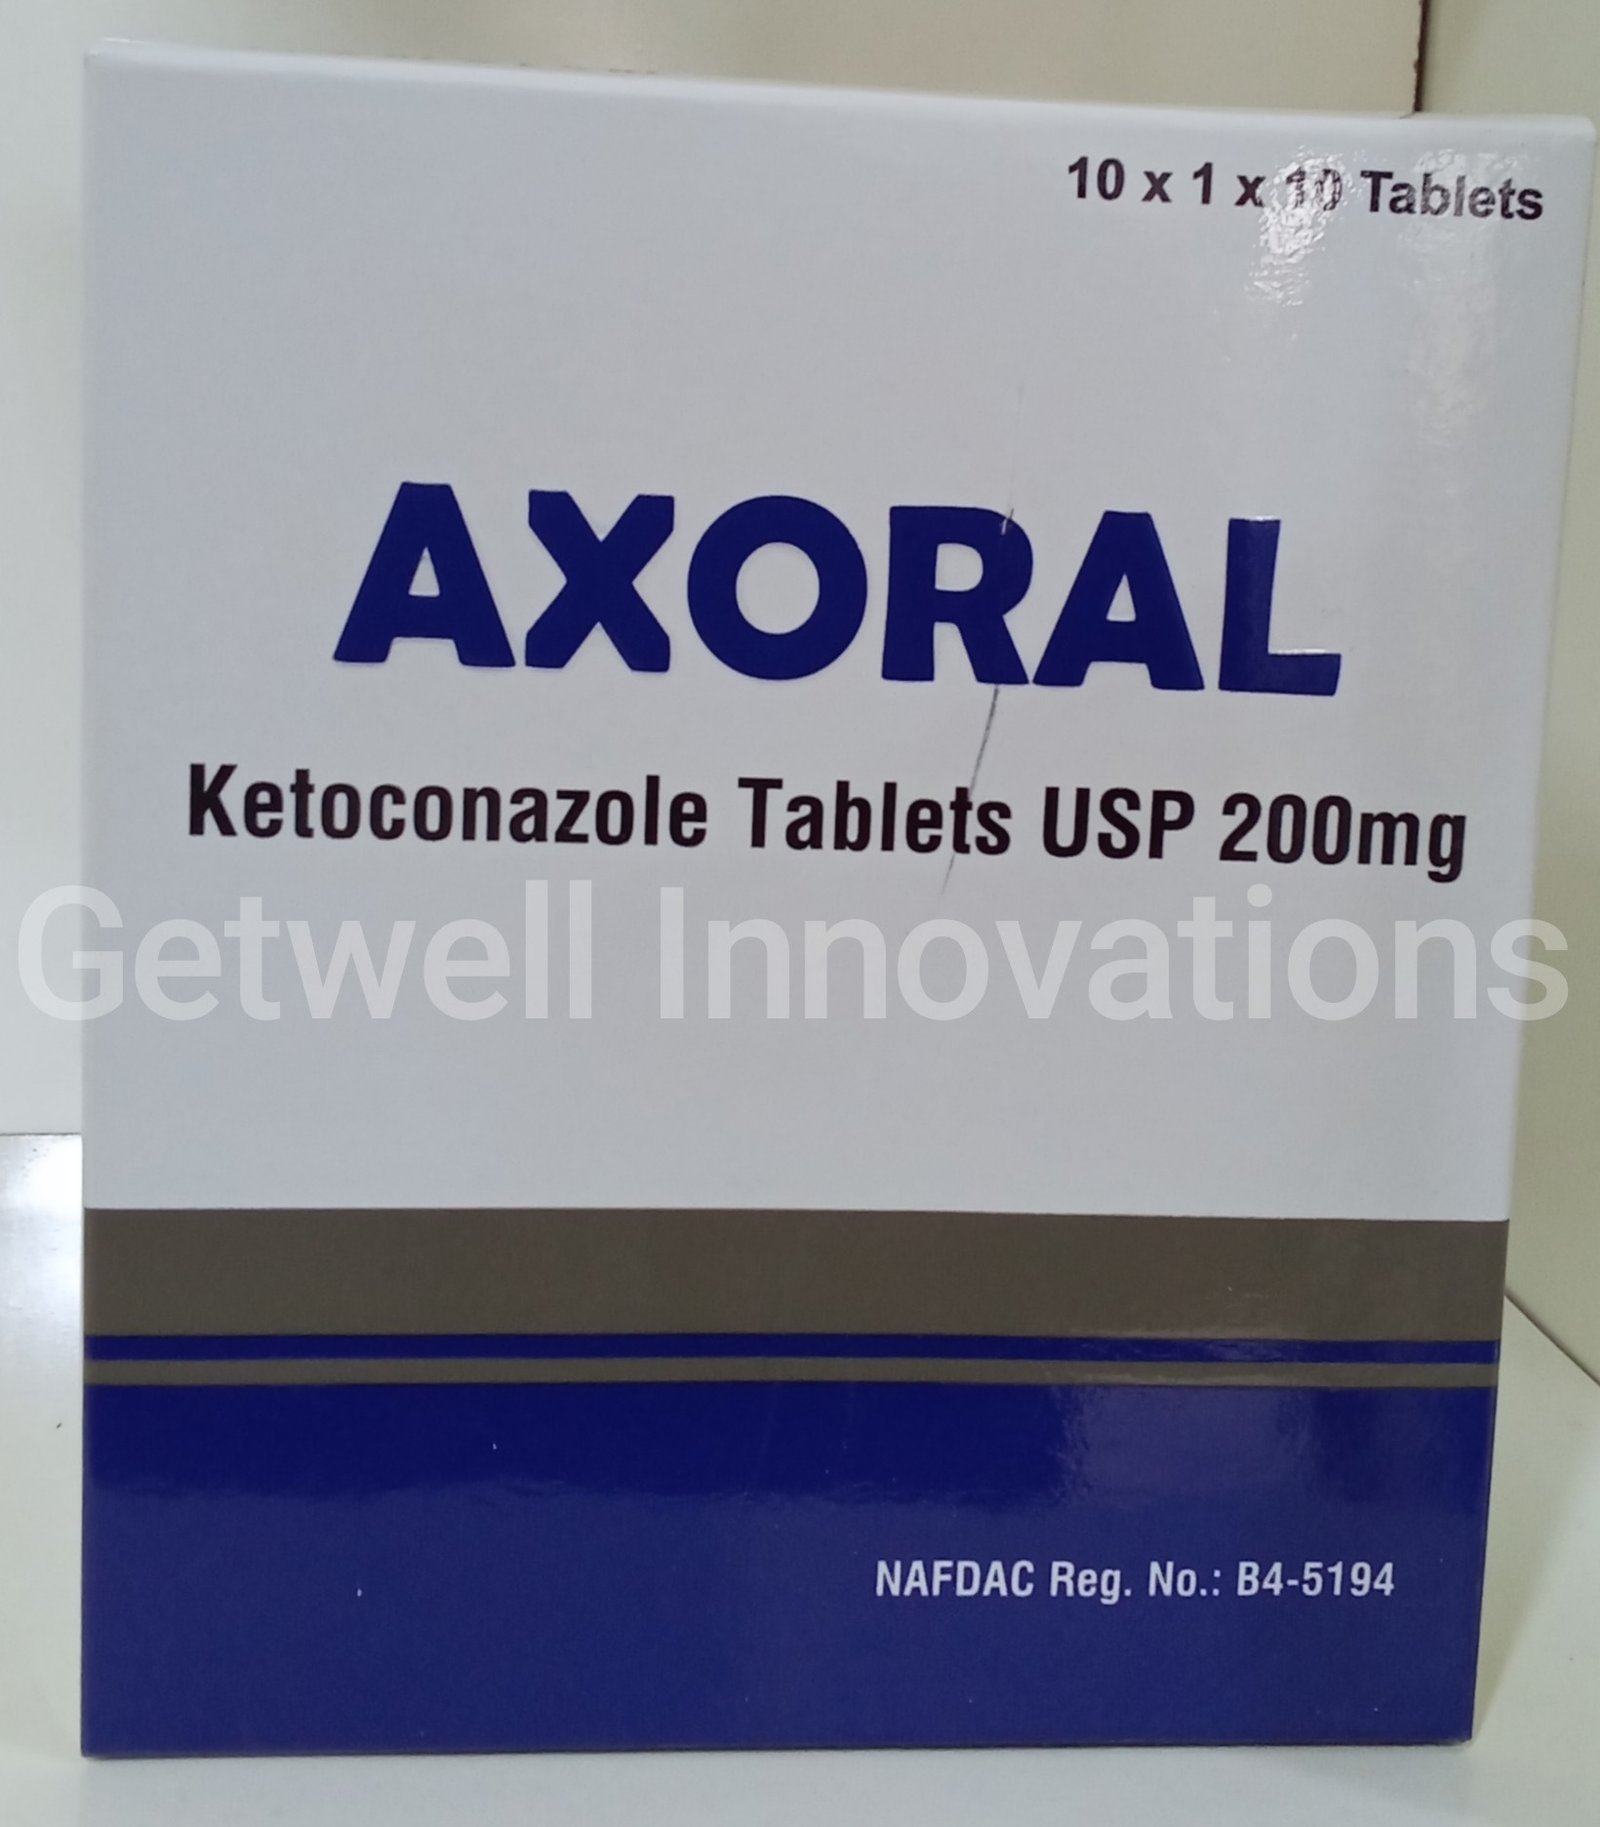 10 x 1 x 10 Tablets
AXORAL
Ketoconazole Tablets USP 200mg
Getwell Innovations
NAFDAC Reg. No.: B4-5194